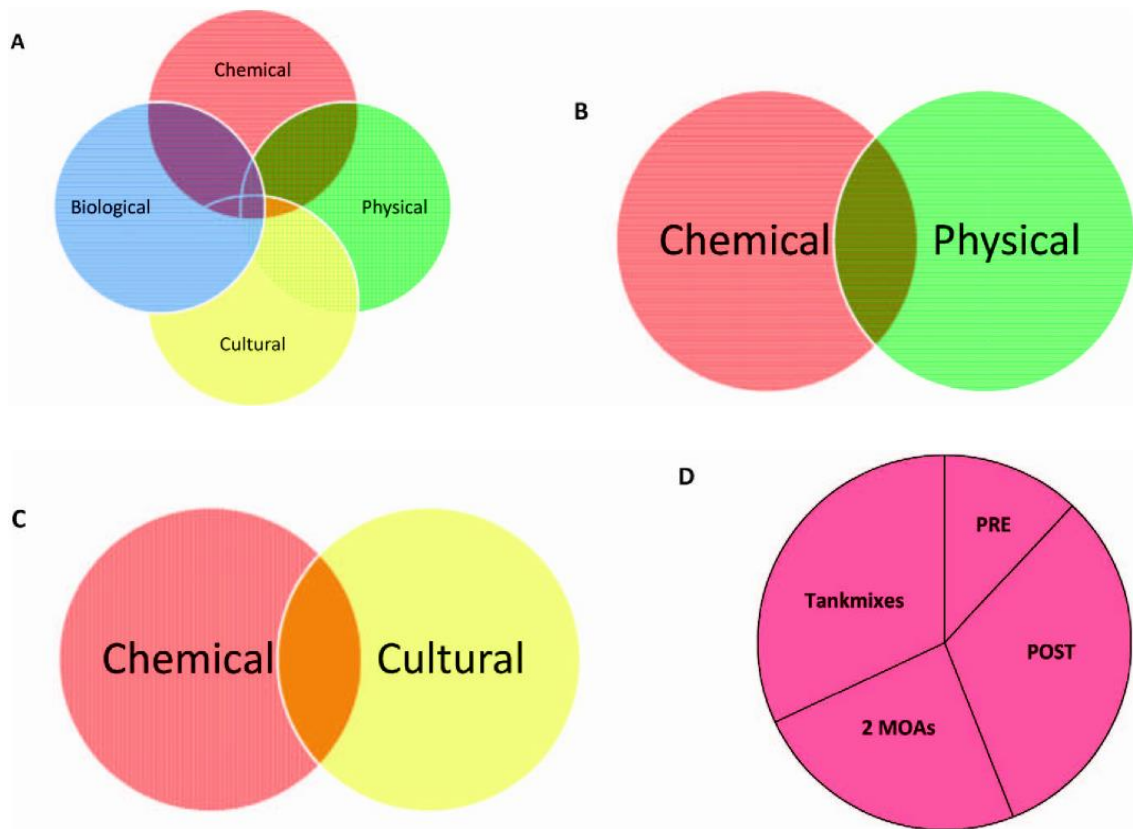 A
Chemical
Biological
Physical
Cultural
B
Chemical
Physical
C
Chemical
Cultural
D
PRE
Tankmixes
POST
2 MOAs